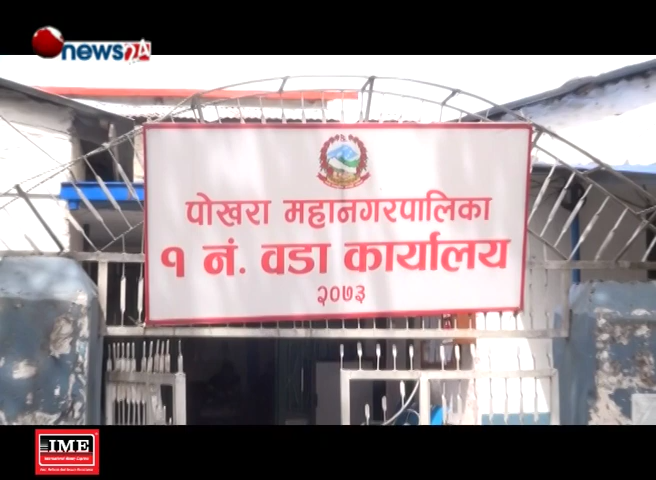 news24
पोखरा महानगरपालिका
१ नं. वडा कार्यालय
२०७३
IME